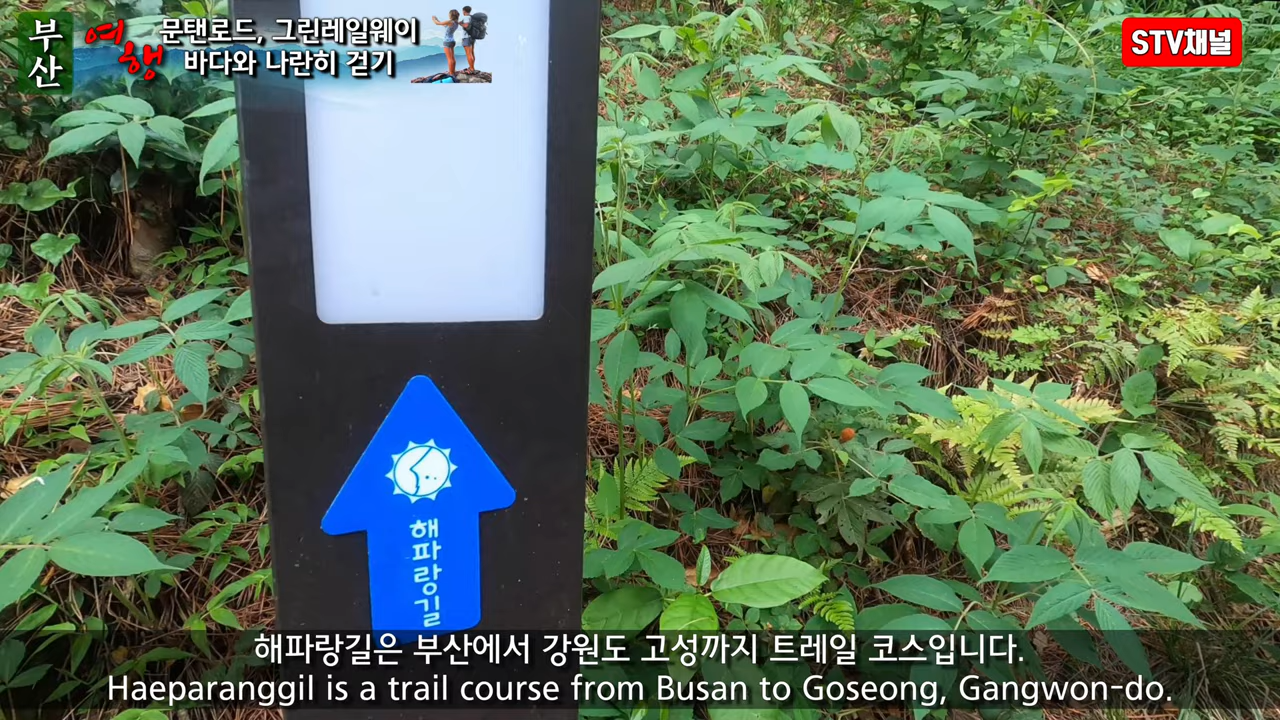 부산 여행 문탠로드, 그린레일웨이
바다와 나란히 걷기
STV채널
해파랑길
해파랑길은 부산에서 강원도 고성까지 트레일 코스입니다.
Haeparanggil is a trail course from Busan to Goseong, Gangwon-do.